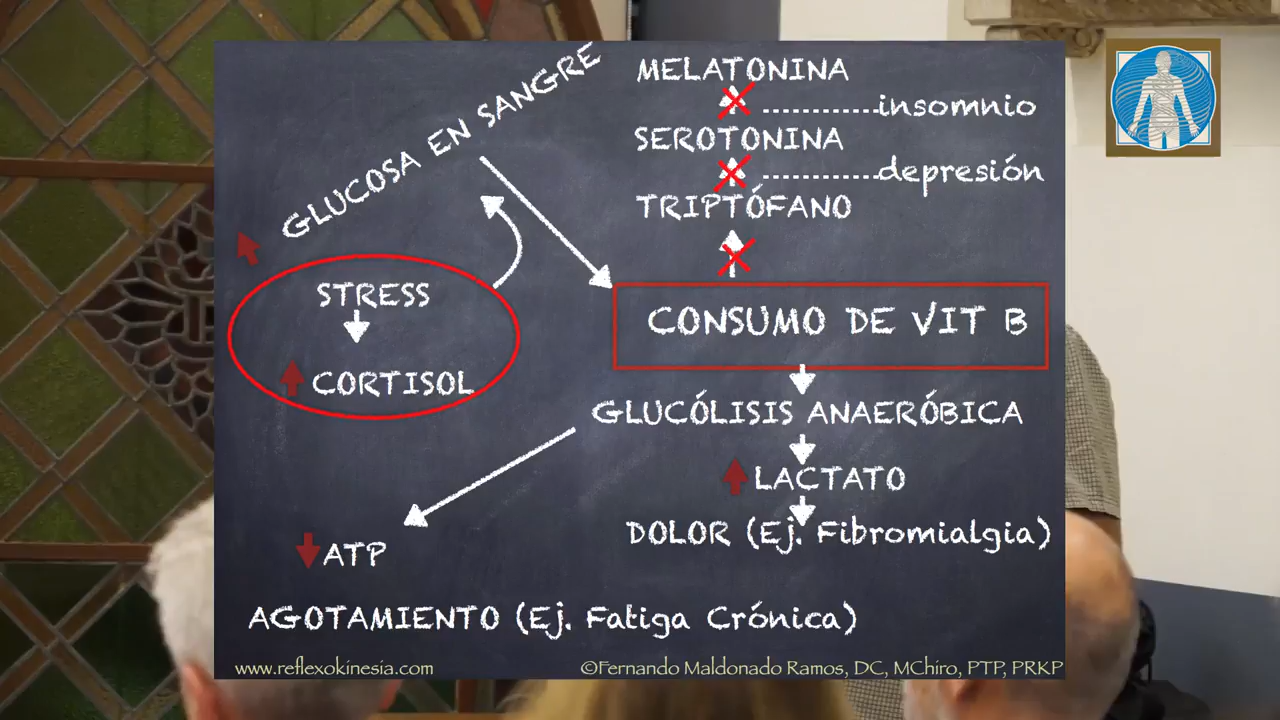 GLUCOSA EN SANGRE
STRESS
CORTISOL
MELATONINA
............insomnio
SEROTONINA
............depresión
TRIPTÓFANO
CONSUMO DE VIT B
GLUCÓLISIS ANAERÓBICA
LACTATO
DOLOR (Ej. Fibromialgia)
ATP
AGOTAMIENTO (Ej. Fatiga Crónica)
www.reflexokinesia.com
©Fernando Maldonado Ramos, DC, MChiro, PTP, PRKP